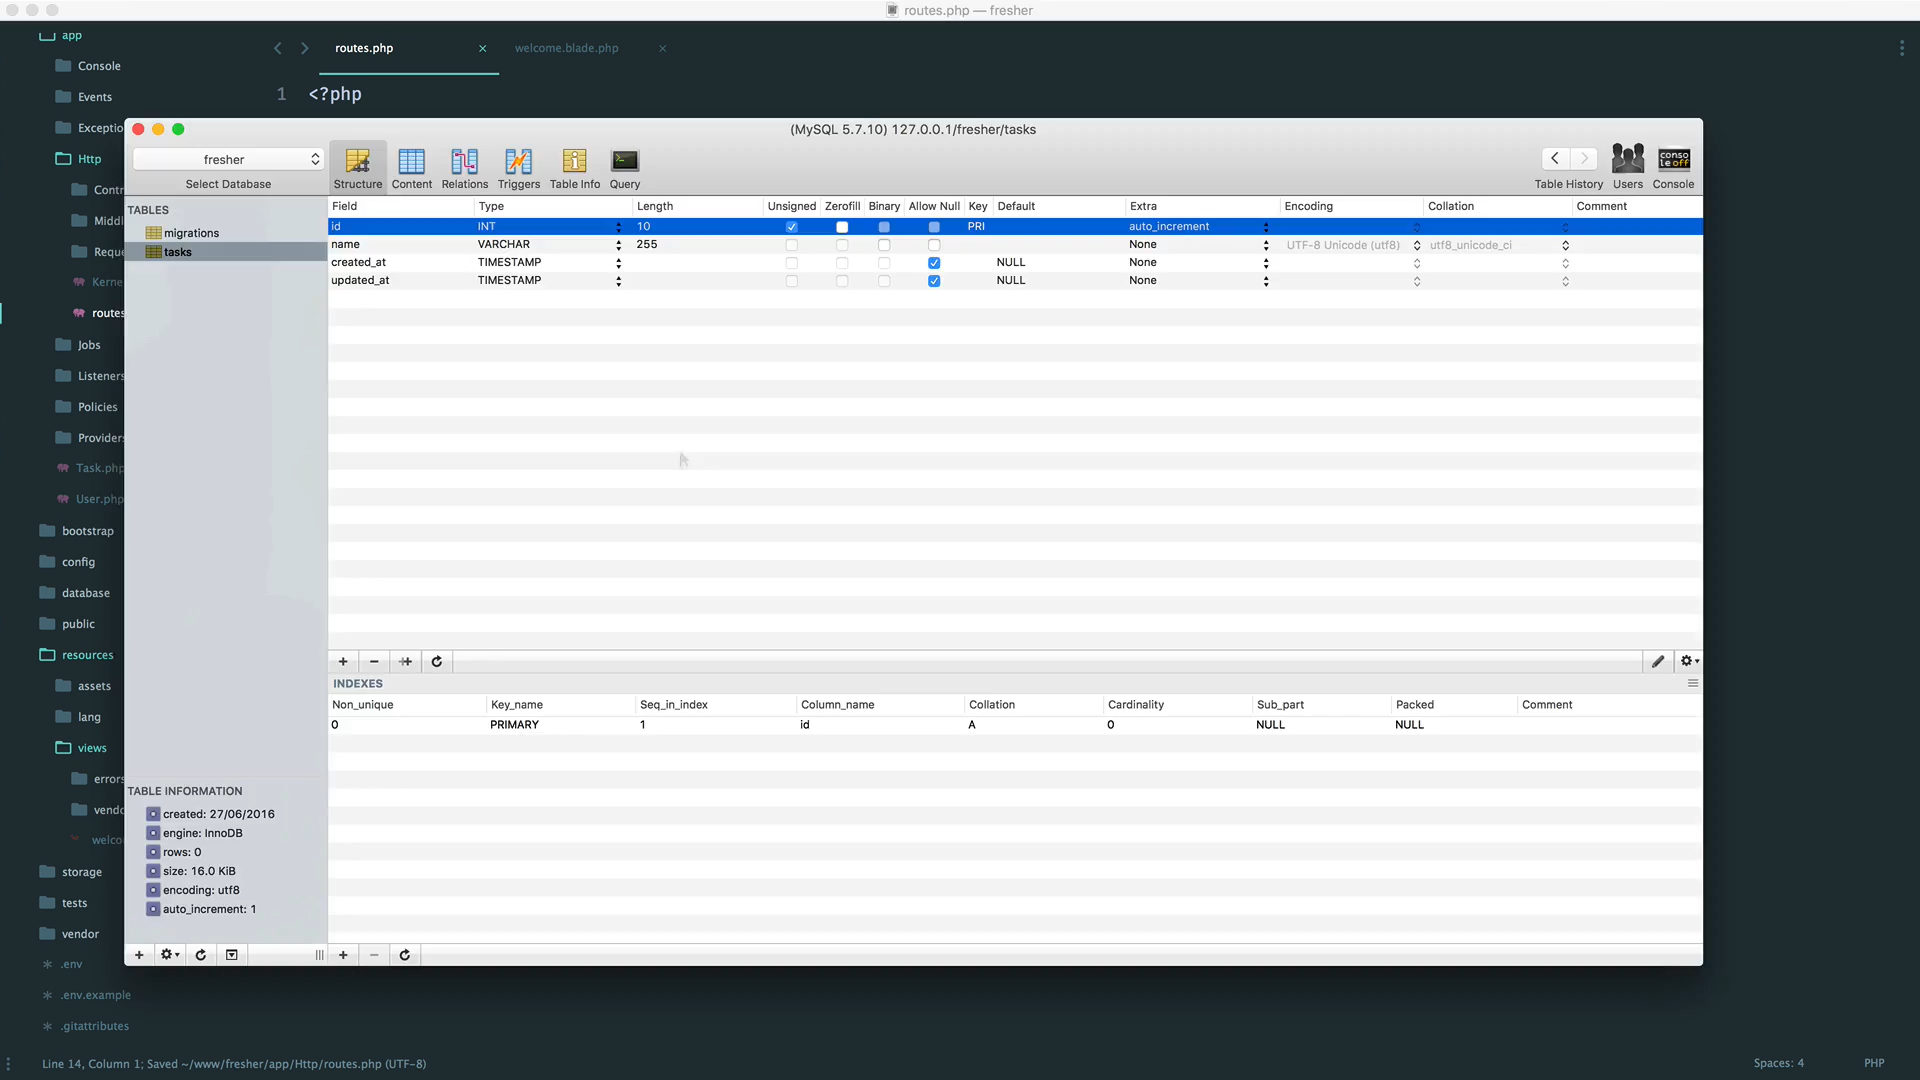 routes.php — fresher
app
Console
Events
Exceptio
Http
Contr
Middl
Reque
Kerne
routes
Jobs
Listeners
Policies
Providers
Task.php
User.php
bootstrap
config
database
public
resources
assets
lang
views
errors
vendo
welco
storage
tests
vendor
.env
.env.example
.gitattributes
routes.php
welcome.blade.php
1 <?php
(MySQL 5.7.10) 127.0.0.1/fresher/tasks
fresher
Select Database
Structure Content Relations Triggers Table Info Query
Table History Users Console
conso
le off
TABLES
migrations
tasks
Field Type Length Unsigned Zerofill Binary Allow Null Key Default Extra Encoding Collation Comment
id INT 10 PRI auto_increment
name VARCHAR 255 None UTF-8 Unicode (utf8) utf8_unicode_ci
created_at TIMESTAMP NULL None
updated_at TIMESTAMP NULL None
INDEXES
Non_unique Key_name Seq_in_index Column_name Collation Cardinality Sub_part Packed Comment
0 PRIMARY 1 id A 0 NULL NULL
TABLE INFORMATION
created: 27/06/2016
engine: InnoDB
rows: 0
size: 16.0 KiB
encoding: utf8
auto_increment: 1
Line 14, Column 1; Saved ~/www/fresher/app/Http/routes.php (UTF-8)
Spaces: 4
PHP